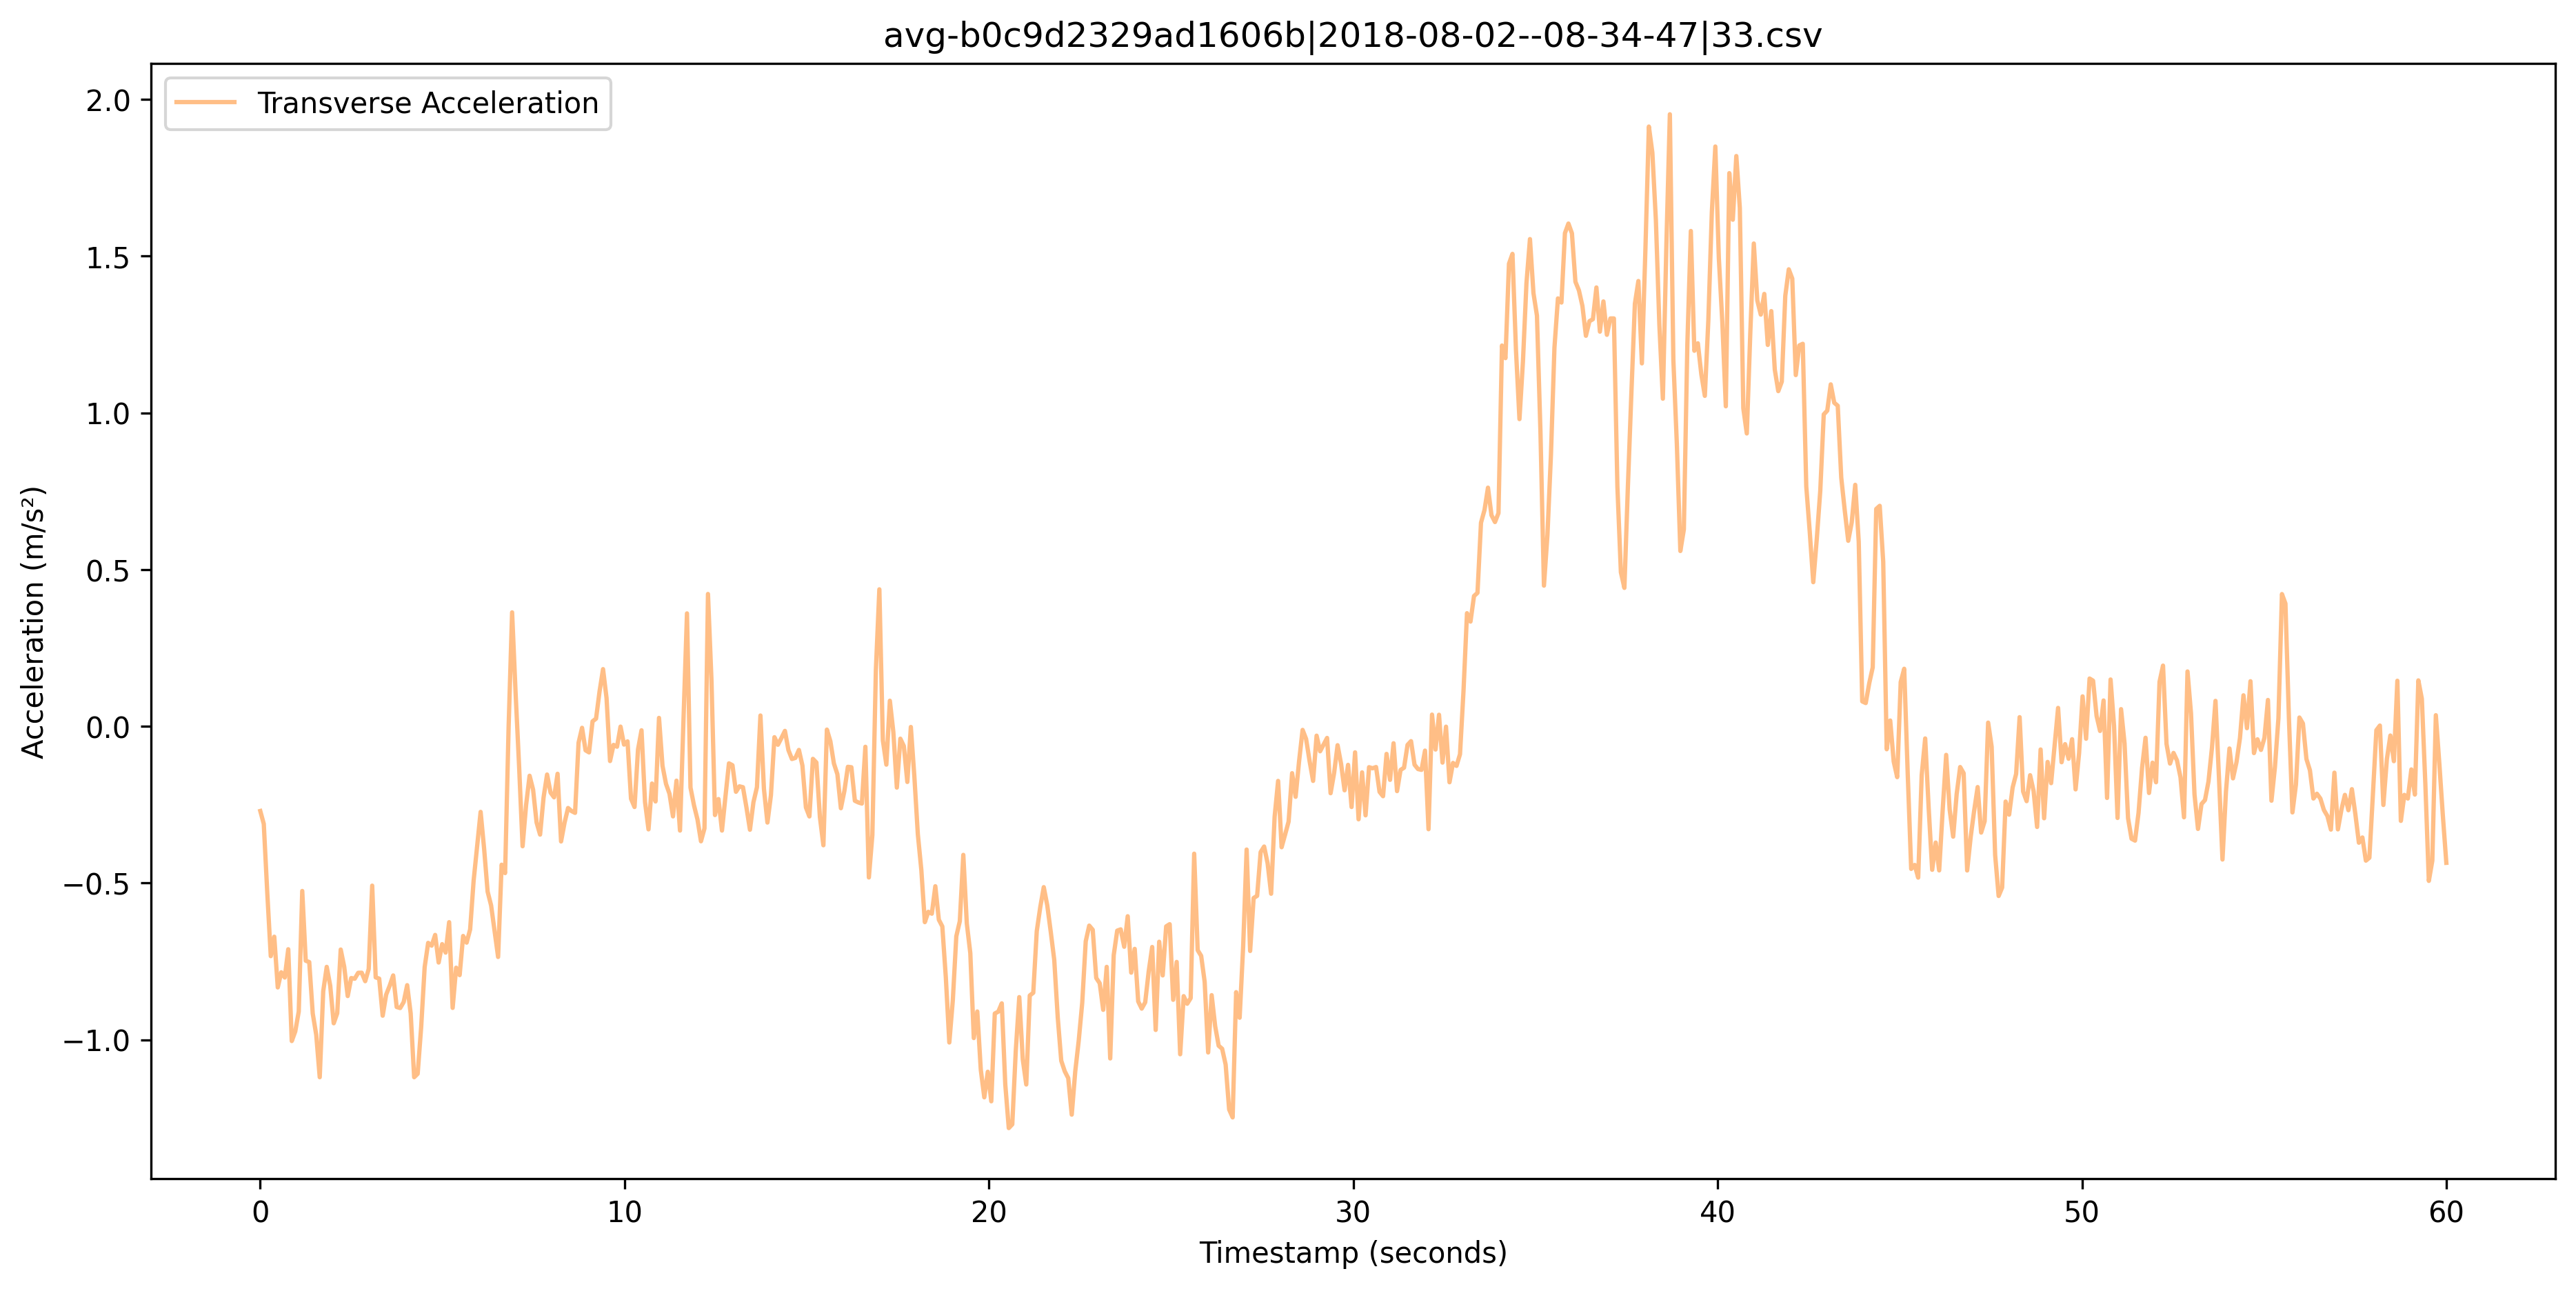 avg-b0c9d2329ad1606b|2018-08-02--08-34-47|33.csv
Transverse Acceleration
2.0
1.5
1.0
0.5
0.0
−0.5
−1.0
Acceleration (m/s²)
0 10 20 30 40 50 60
Timestamp (seconds)